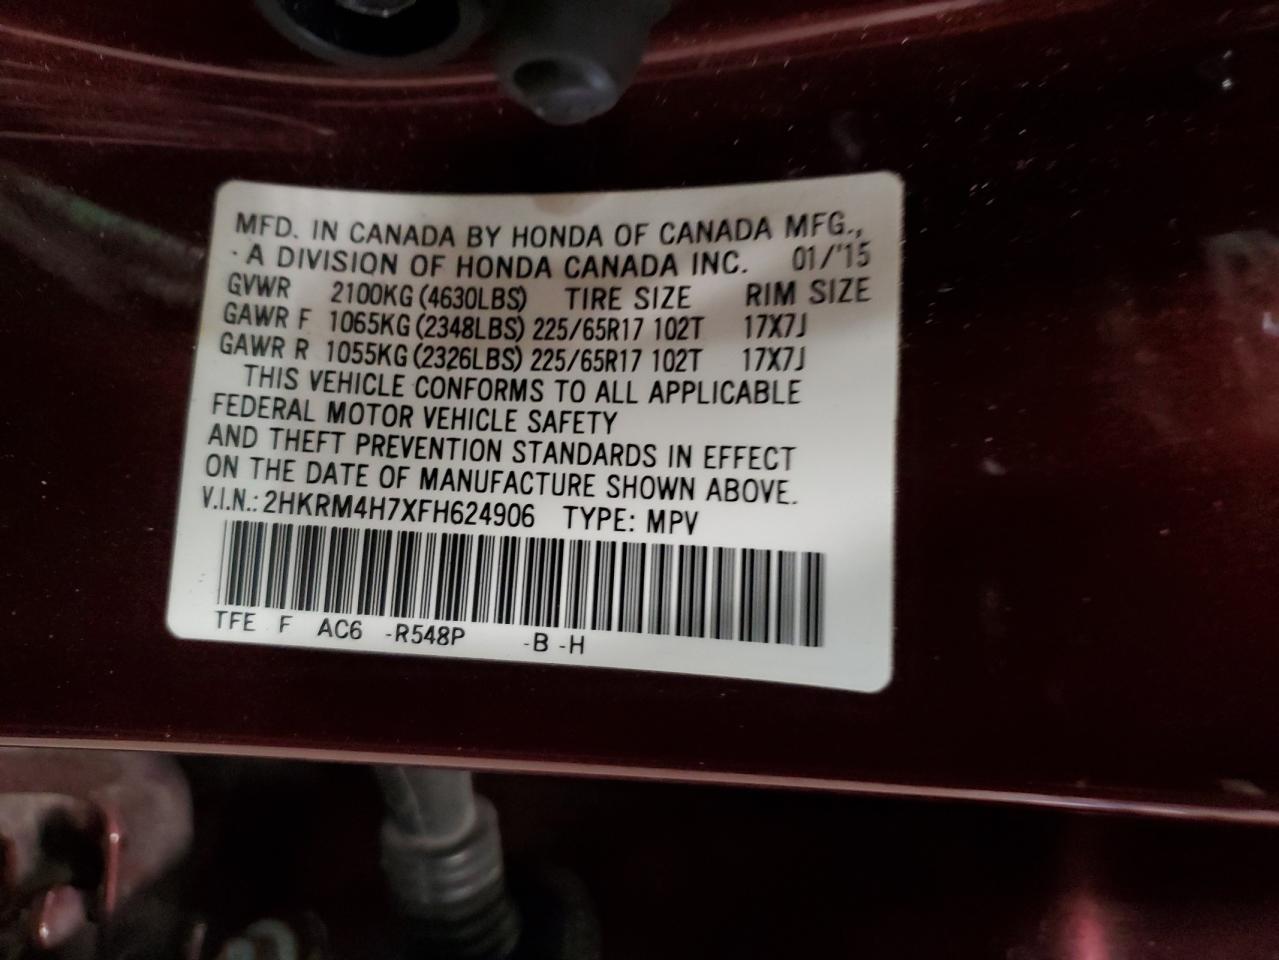 MFD. IN CANADA BY HONDA OF CANADA MFG.,
A DIVISION OF HONDA CANADA INC. 01/'15
GVWR 2100KG (4630LBS) TIRE SIZE RIM SIZE
GAWR F 1065KG (2348LBS) 225/65R17 102T 17X7J
GAWR R 1055KG (2326LBS) 225/65R17 102T 17X7J
THIS VEHICLE CONFORMS TO ALL APPLICABLE
FEDERAL MOTOR VEHICLE SAFETY
AND THEFT PREVENTION STANDARDS IN EFFECT
ON THE DATE OF MANUFACTURE SHOWN ABOVE.
V.I.N.: 2HKRM4H7XFH624906 TYPE: MPV
TFE F AC6 -R548P -B -H